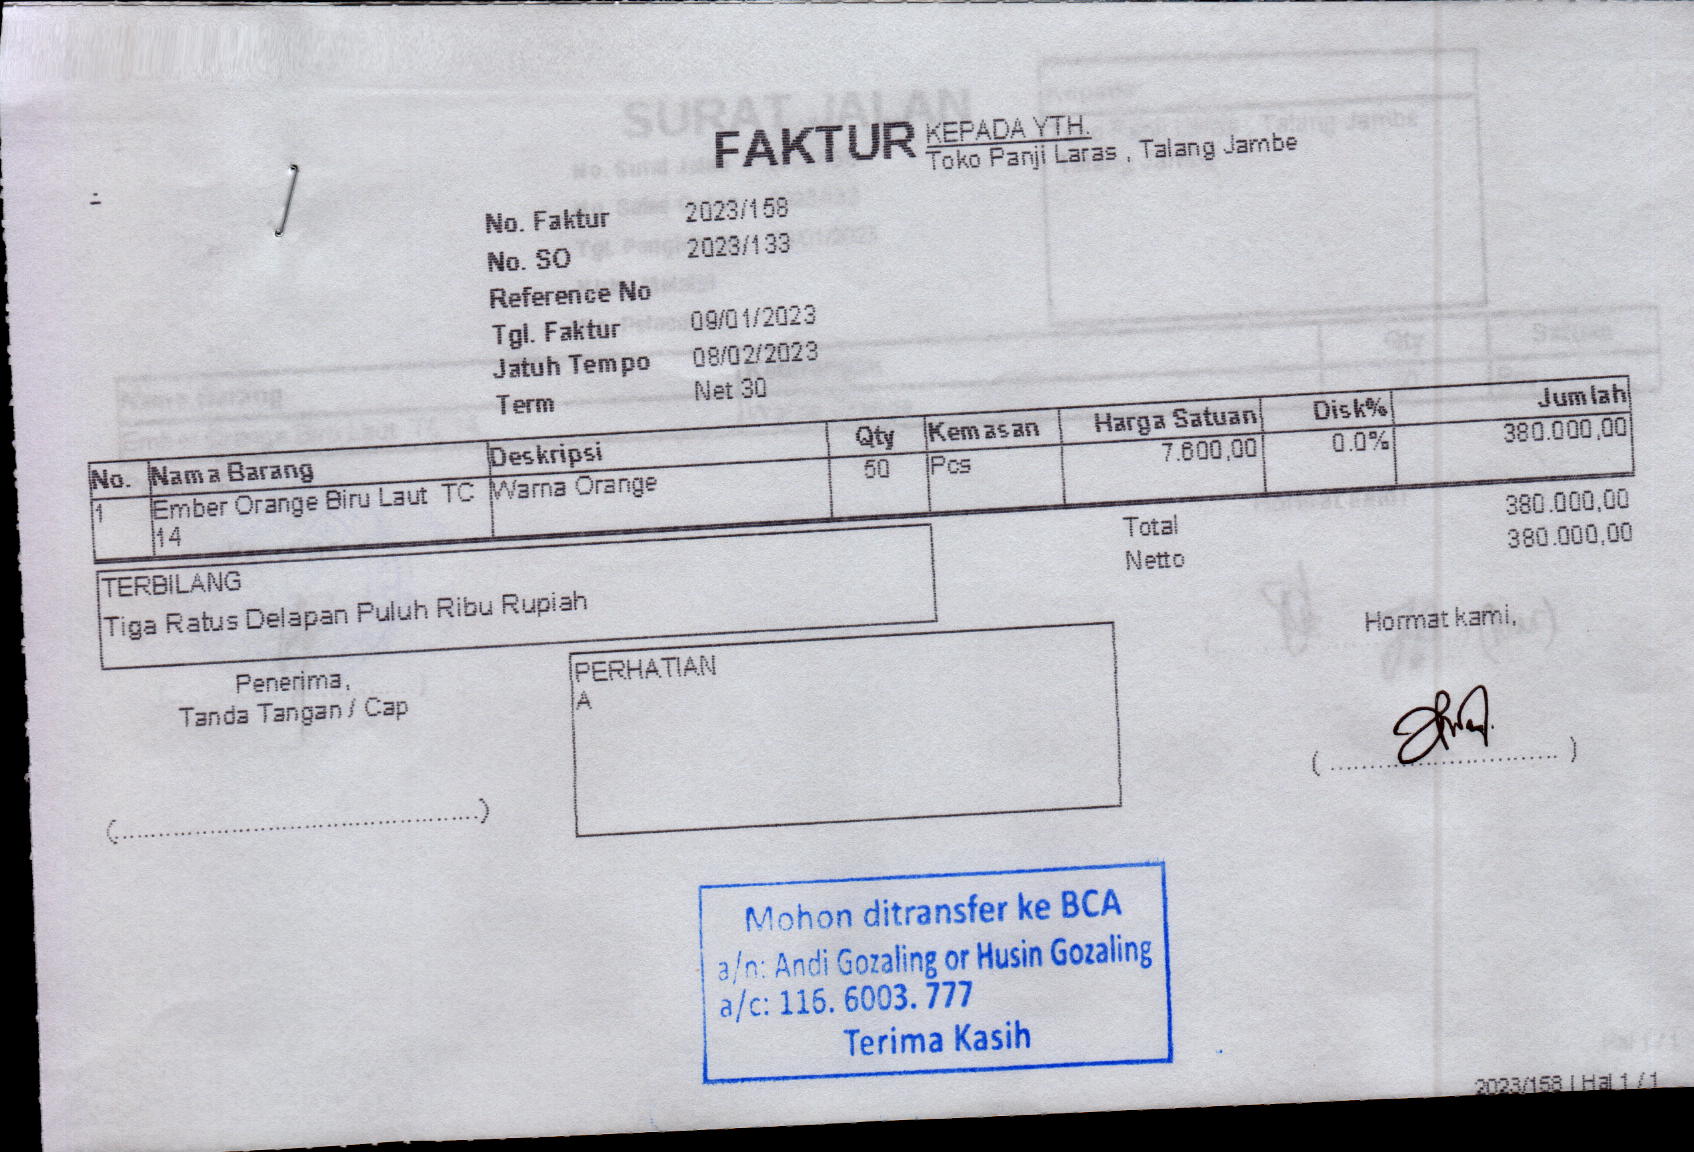 FAKTUR
KEPADA YTH.
Toko Panji Laras , Talang Jambe
No. Faktur 2023/158
No. SO 2023/133
Reference No
Tgl. Faktur 09/01/2023
Jatuh Tempo 08/02/2023
Term Net 30
No. Nama Barang Deskripsi Qty Kemasan Harga Satuan Disk% Jumlah
1 Ember Orange Biru Laut TC Warna Orange 50 Pcs 7.600,00 0.0% 380.000,00
14
Total 380.000,00
Netto 380.000,00
TERBILANG
Tiga Ratus Delapan Puluh Ribu Rupiah
Hormat kami,
Penerima,
Tanda Tangan / Cap
PERHATIAN
A
Mohon ditransfer ke BCA
a/n: Andi Gozaling or Husin Gozaling
a/c: 116. 6003. 777
Terima Kasih
2023/158 | Hal 1 / 1